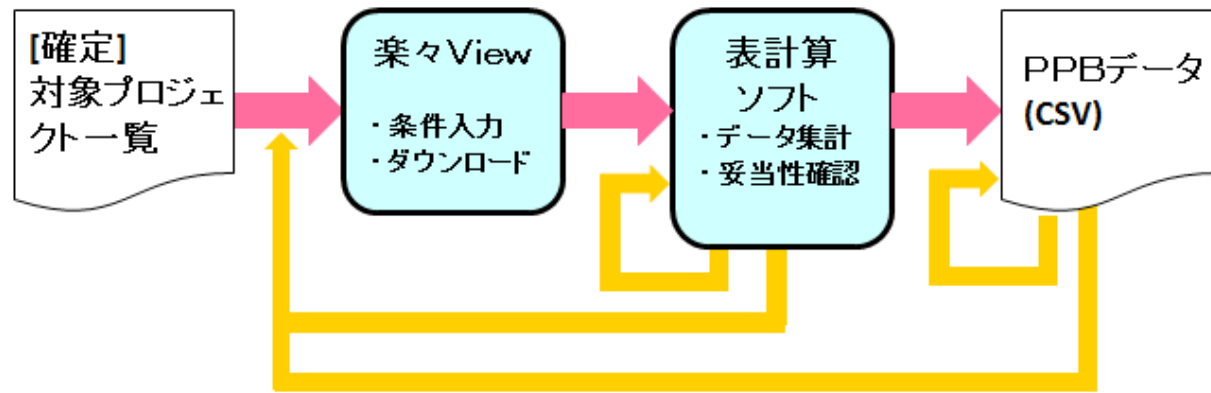 [確定]
対象プロジェ
クト一覧
楽々View
・条件入力
・ダウンロード
表計算
ソフト
・データ集計
・妥当性確認
PPBデータ
(CSV)